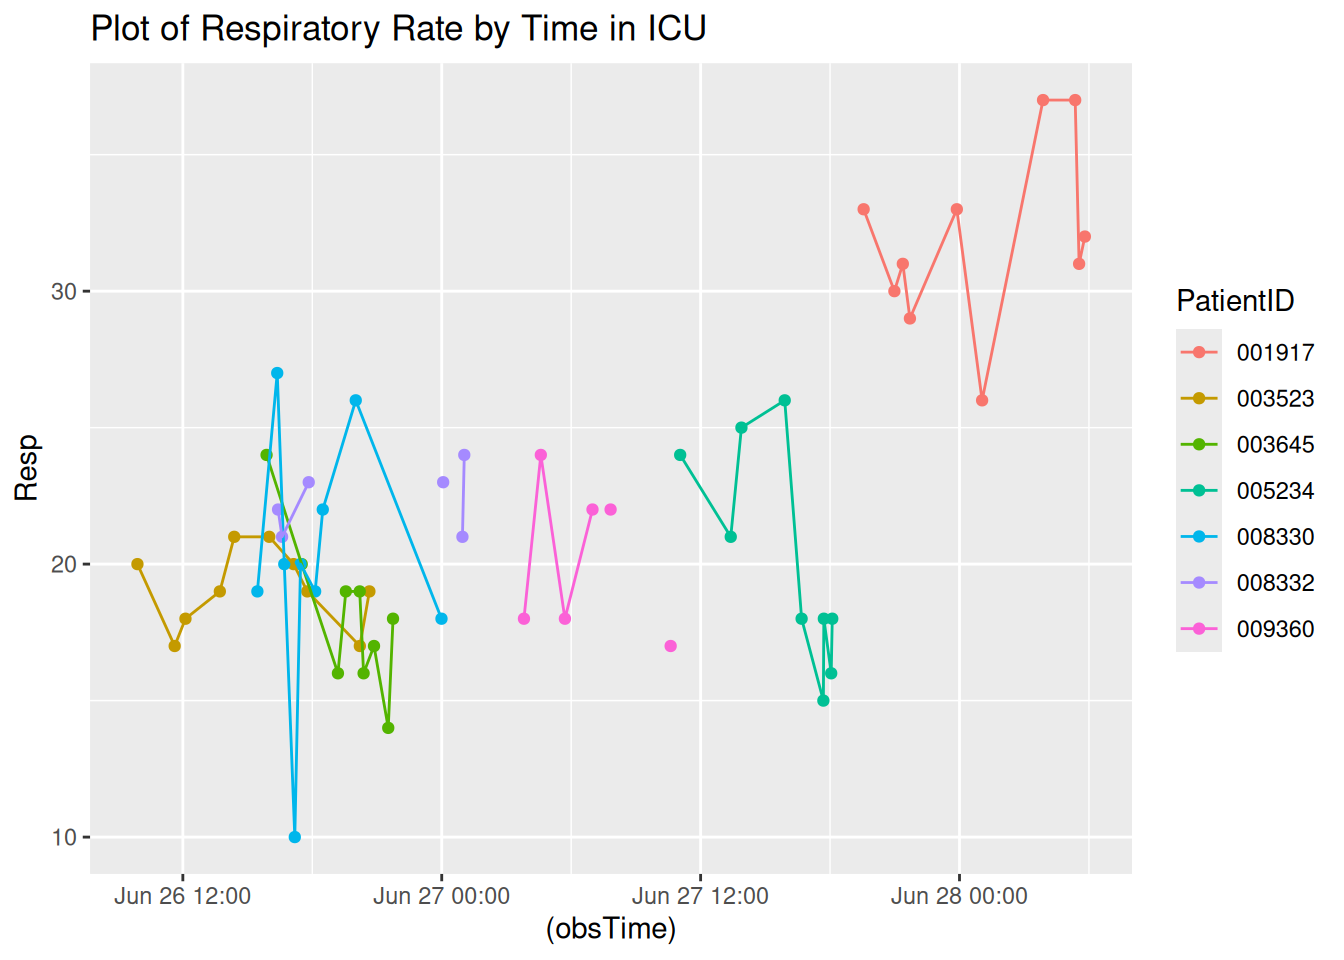 Plot of Respiratory Rate by Time in ICU
Resp
30
20
10
Jun 26 12:00
Jun 27 00:00
Jun 27 12:00
Jun 28 00:00
(obsTime)
PatientID
001917
003523
003645
005234
008330
008332
009360